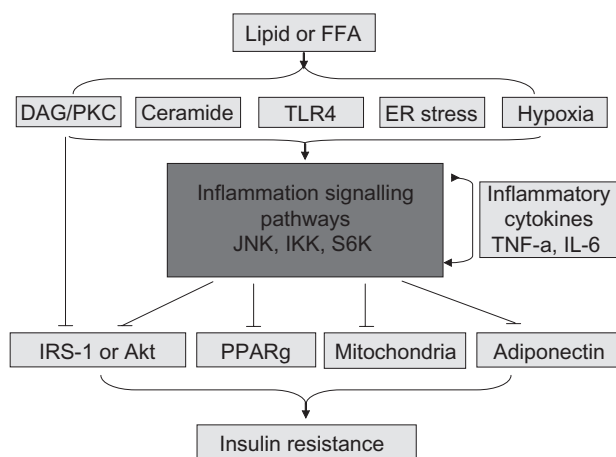 Lipid or FFA
DAG/PKC
Ceramide
TLR4
ER stress
Hypoxia
Inflammation signalling
pathways
JNK, IKK, S6K
Inflammatory
cytokines
TNF-a, IL-6
IRS-1 or Akt
PPARg
Mitochondria
Adiponectin
Insulin resistance